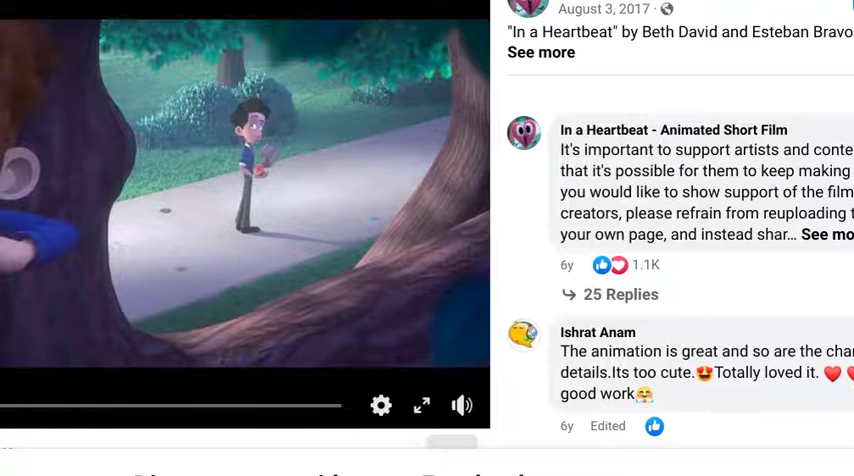 August 3, 2017 ·
"In a Heartbeat" by Beth David and Esteban Bravo
See more
In a Heartbeat - Animated Short Film
It's important to support artists and conte
that it's possible for them to keep making
you would like to show support of the film
creators, please refrain from reuploading t
your own page, and instead shar... See mo
6y 1.1K
25 Replies
Ishrat Anam
The animation is great and so are the char
details.Its too cute.😍Totally loved it. ❤️ ❤️
good work🤗
6y Edited